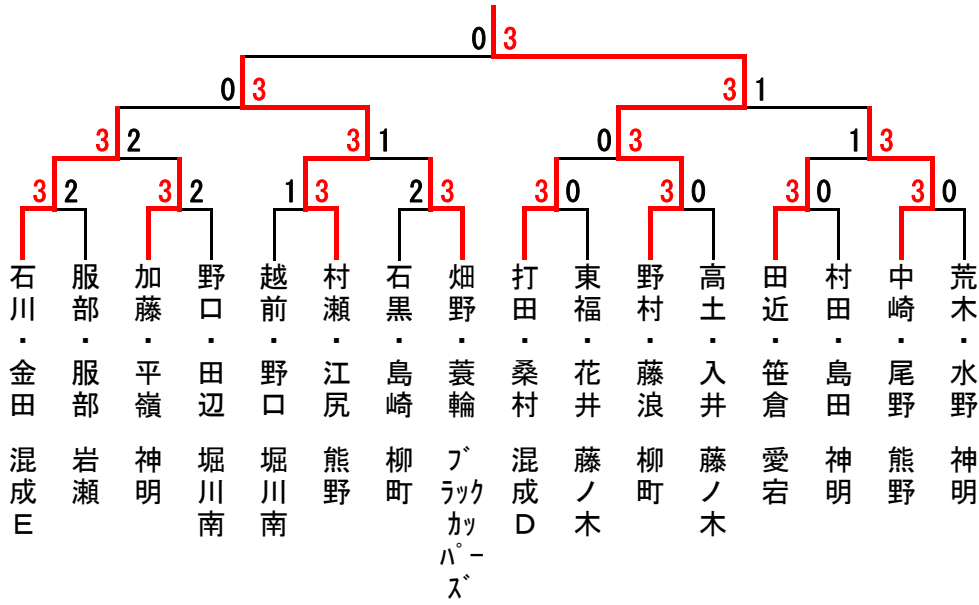 0 3
0 3 3 1
3 2 3 1 0 3 1 3
3 2 3 2 1 3 2 3 3 0 3 0 3 0 3 0
石川・金田 混成E
服部・服部 岩瀬
加藤・平嶺 神明
野口・田辺 堀川南
越前・野口 堀川南
村瀬・江尻 熊野
石黒・島崎 柳町
畑野・蓑輪 ブラックカッパーズ
打田・桑村 混成D
東福・花井 藤ノ木
野村・藤浪 柳町
高土・入井 藤ノ木
田近・笹倉 愛宕
村田・島田 神明
中崎・尾野 熊野
荒木・水野 神明